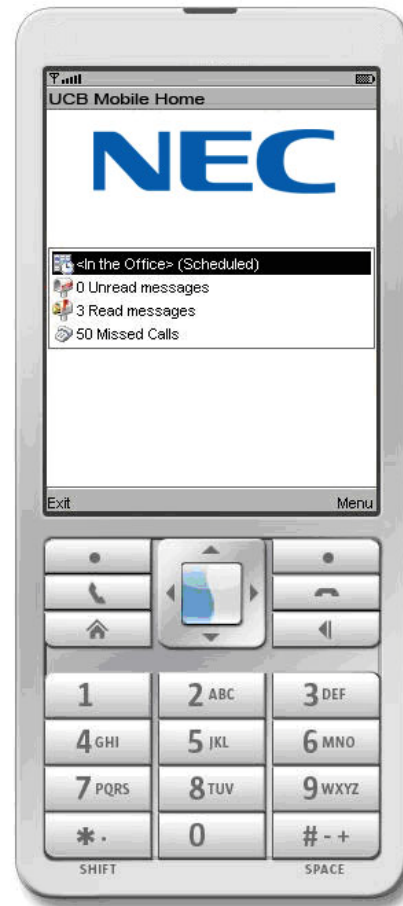 UCB Mobile Home
NEC
<In the Office> (Scheduled)
0 Unread messages
3 Read messages
50 Missed Calls
Exit Menu
1 2 ABC 3 DEF
4 GHI 5 JKL 6 MNO
7 PQRS 8 TUV 9 WXYZ
* . 0 # - +
SHIFT SPACE